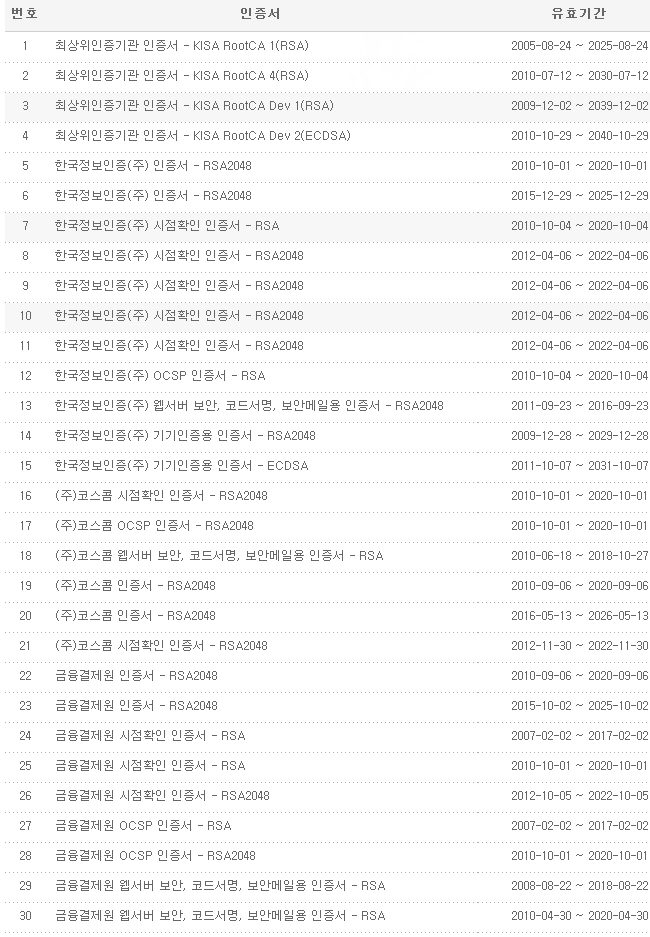 번호 인증서 유효기간
1 최상위인증기관 인증서 - KISA RootCA 1(RSA) 2005-08-24 ~ 2025-08-24
2 최상위인증기관 인증서 - KISA RootCA 4(RSA) 2010-07-12 ~ 2030-07-12
3 최상위인증기관 인증서 - KISA RootCA Dev 1(RSA) 2009-12-02 ~ 2039-12-02
4 최상위인증기관 인증서 - KISA RootCA Dev 2(ECDSA) 2010-10-29 ~ 2040-10-29
5 한국정보인증(주) 인증서 - RSA2048 2010-10-01 ~ 2020-10-01
6 한국정보인증(주) 인증서 - RSA2048 2015-12-29 ~ 2025-12-29
7 한국정보인증(주) 시점확인 인증서 - RSA 2010-10-04 ~ 2020-10-04
8 한국정보인증(주) 시점확인 인증서 - RSA2048 2012-04-06 ~ 2022-04-06
9 한국정보인증(주) 시점확인 인증서 - RSA2048 2012-04-06 ~ 2022-04-06
10 한국정보인증(주) 시점확인 인증서 - RSA2048 2012-04-06 ~ 2022-04-06
11 한국정보인증(주) 시점확인 인증서 - RSA2048 2012-04-06 ~ 2022-04-06
12 한국정보인증(주) OCSP 인증서 - RSA 2010-10-04 ~ 2020-10-04
13 한국정보인증(주) 웹서버 보안, 코드서명, 보안메일용 인증서 - RSA2048 2011-09-23 ~ 2016-09-23
14 한국정보인증(주) 기기인증용 인증서 - RSA2048 2009-12-28 ~ 2029-12-28
15 한국정보인증(주) 기기인증용 인증서 - ECDSA 2011-10-07 ~ 2031-10-07
16 (주)코스콤 시점확인 인증서 - RSA2048 2010-10-01 ~ 2020-10-01
17 (주)코스콤 OCSP 인증서 - RSA2048 2010-10-01 ~ 2020-10-01
18 (주)코스콤 웹서버 보안, 코드서명, 보안메일용 인증서 - RSA 2010-06-18 ~ 2018-10-27
19 (주)코스콤 인증서 - RSA2048 2010-09-06 ~ 2020-09-06
20 (주)코스콤 인증서 - RSA2048 2016-05-13 ~ 2026-05-13
21 (주)코스콤 시점확인 인증서 - RSA2048 2012-11-30 ~ 2022-11-30
22 금융결제원 인증서 - RSA2048 2010-09-06 ~ 2020-09-06
23 금융결제원 인증서 - RSA2048 2015-10-02 ~ 2025-10-02
24 금융결제원 시점확인 인증서 - RSA 2007-02-02 ~ 2017-02-02
25 금융결제원 시점확인 인증서 - RSA 2010-10-01 ~ 2020-10-01
26 금융결제원 시점확인 인증서 - RSA2048 2012-10-05 ~ 2022-10-05
27 금융결제원 OCSP 인증서 - RSA 2007-02-02 ~ 2017-02-02
28 금융결제원 OCSP 인증서 - RSA2048 2010-10-01 ~ 2020-10-01
29 금융결제원 웹서버 보안, 코드서명, 보안메일용 인증서 - RSA 2008-08-22 ~ 2018-08-22
30 금융결제원 웹서버 보안, 코드서명, 보안메일용 인증서 - RSA 2010-04-30 ~ 2020-04-30